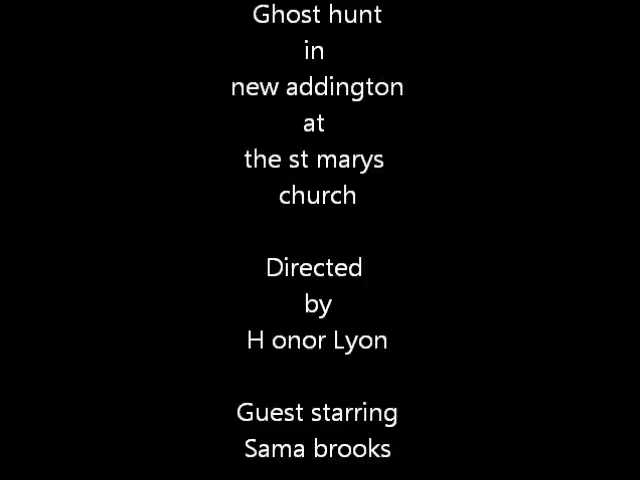 Ghost hunt
in
new addington
at
the st marys
church
Directed
by
H onor Lyon
Guest starring
Sama brooks